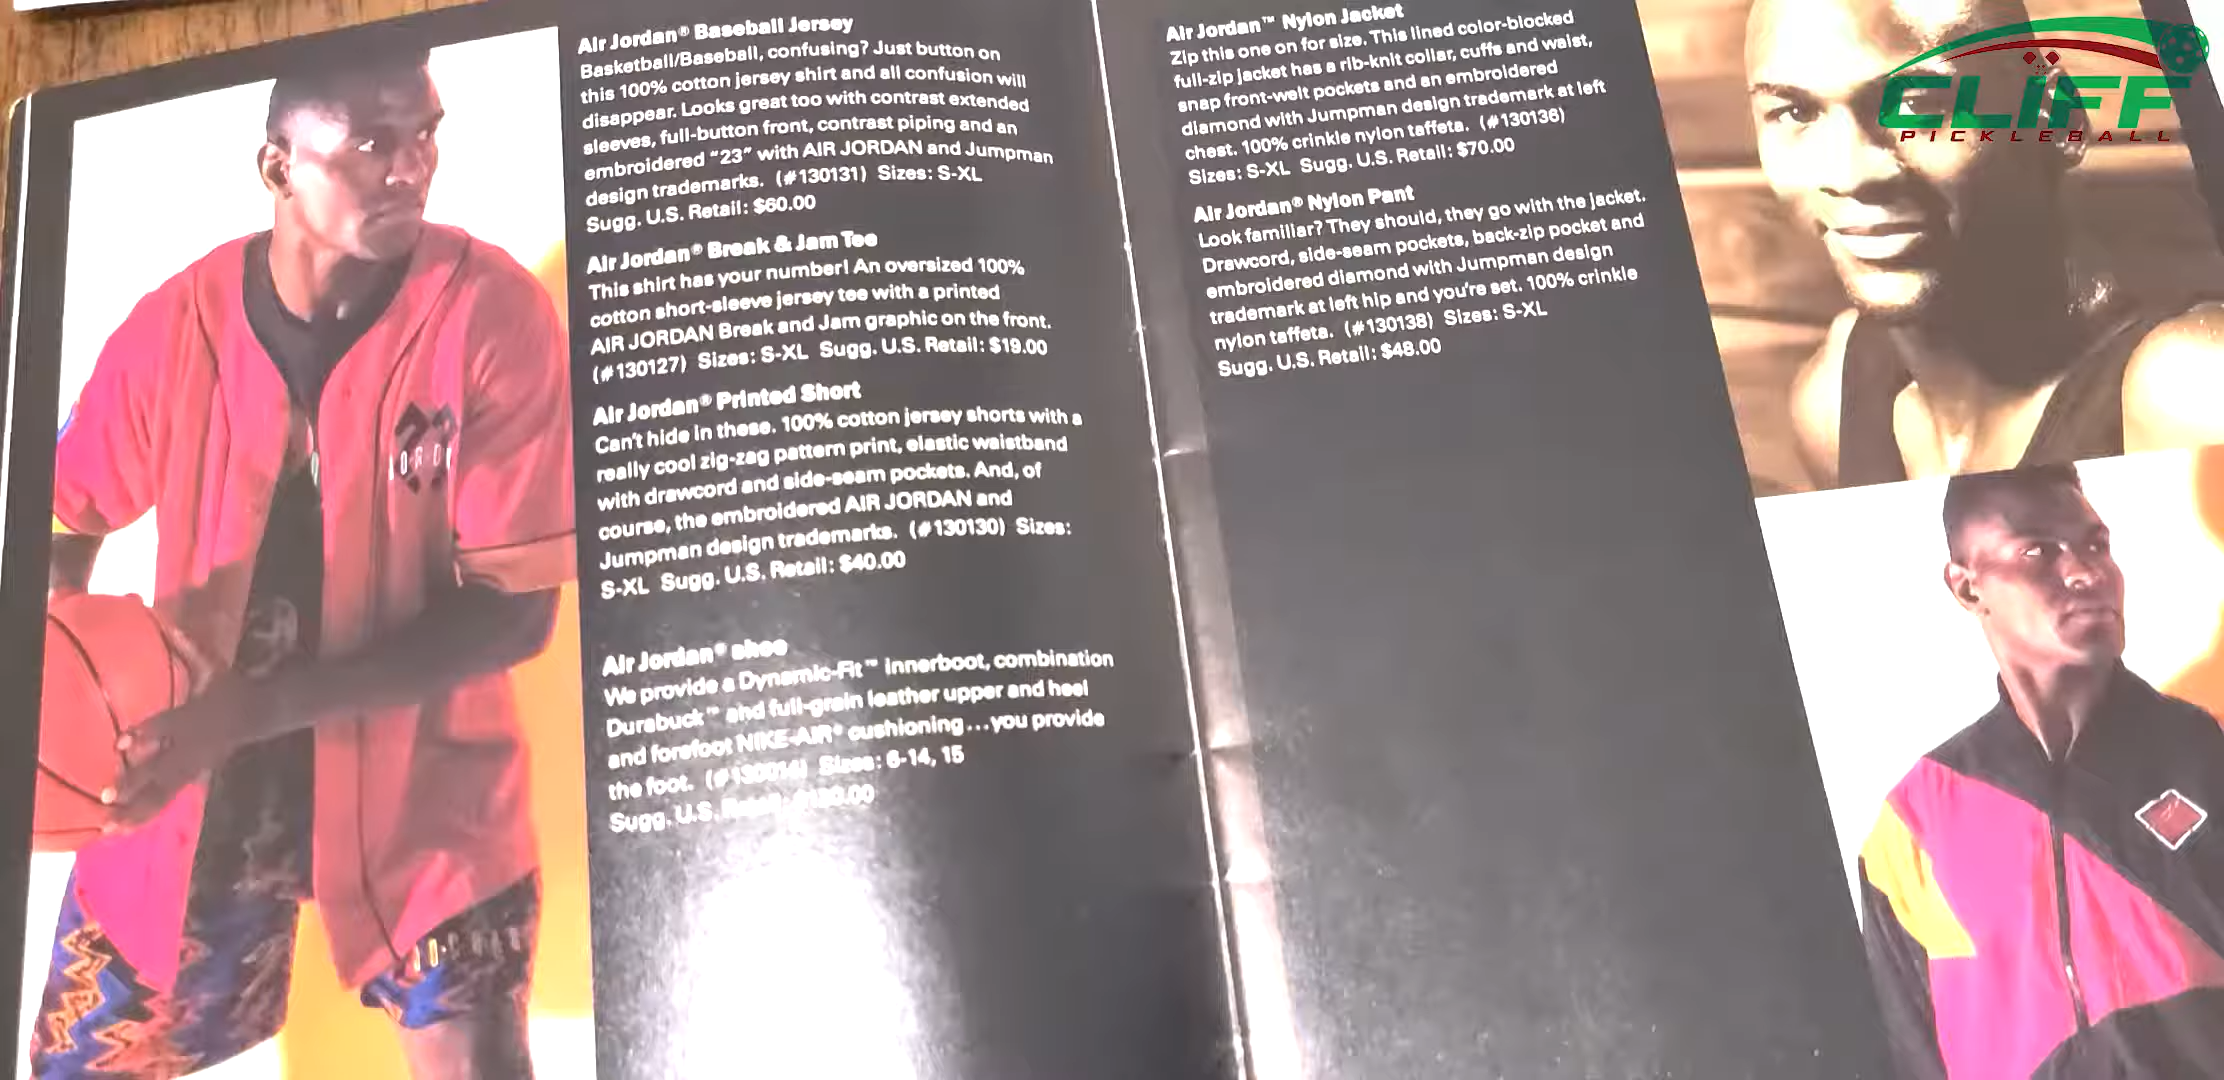 Air Jordan® Baseball Jersey
Basketball/Baseball, confusing? Just button on
this 100% cotton jersey shirt and all confusion will
disappear. Looks great too with contrast extended
sleeves, full-button front, contrast piping and an
embroidered "23" with AIR JORDAN and Jumpman
design trademarks. (#130131) Sizes: S-XL
Sugg. U.S. Retail: $60.00
Air Jordan® Break & Jam Tee
This shirt has your number! An oversized 100%
cotton short-sleeve jersey tee with a printed
AIR JORDAN Break and Jam graphic on the front.
(#130127) Sizes: S-XL Sugg. U.S. Retail: $19.00
Air Jordan® Printed Short
Can't hide in these. 100% cotton jersey shorts with a
really cool zig-zag pattern print, elastic waistband
with drawcord and side-seam pockets. And, of
course, the embroidered AIR JORDAN and
Jumpman design trademarks. (#130130) Sizes:
S-XL Sugg. U.S. Retail: $40.00
Air Jordan® shoe
We provide a Dynamic-Fit™ innerboot, combination
Durabuck™ and full-grain leather upper and heel
and forefoot NIKE-AIR® cushioning...you provide
the foot. Sizes: 6-14, 15
Sugg. U.S. Retail:
Air Jordan™ Nylon Jacket
Zip this one on for size. This lined color-blocked
full-zip jacket has a rib-knit collar, cuffs and waist,
snap front-welt pockets and an embroidered
diamond with Jumpman design trademark at left
chest. 100% crinkle nylon taffeta. (#130136)
Sizes: S-XL Sugg. U.S. Retail: $70.00
Air Jordan® Nylon Pant
Look familiar? They should, they go with the jacket.
Drawcord, side-seam pockets, back-zip pocket and
embroidered diamond with Jumpman design
trademark at left hip and you're set. 100% crinkle
nylon taffeta. (#130138) Sizes: S-XL
Sugg. U.S. Retail: $48.00
CLIFF
PICKLEBALL